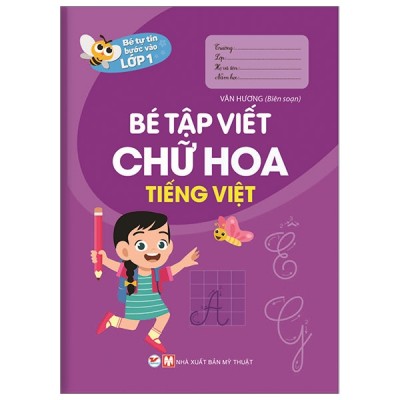 Bé tự tin
bước vào
LỚP 1
Trường:
Lớp:
Họ và tên:
Năm học:
VÂN HƯƠNG (Biên soạn)
BÉ TẬP VIẾT
CHỮ HOA
TIẾNG VIỆT
Ê
A
G
NHÀ XUẤT BẢN MỸ THUẬT